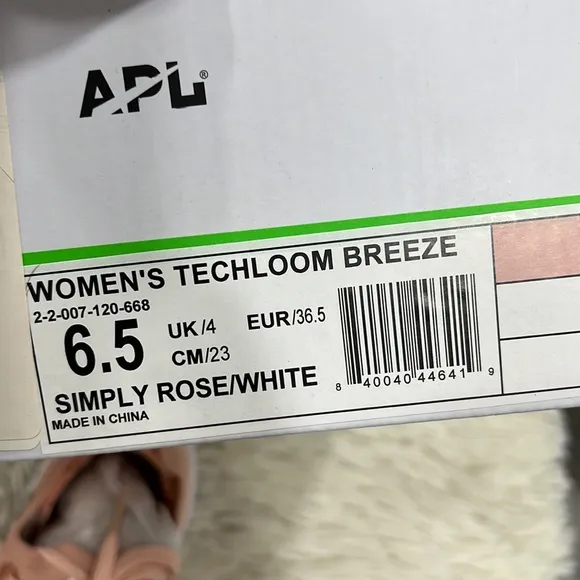 APL®
WOMEN'S TECHLOOM BREEZE
2-2-007-120-668
6.5 UK/4 EUR/36.5
CM/23
SIMPLY ROSE/WHITE
MADE IN CHINA
8 40040 44641 9